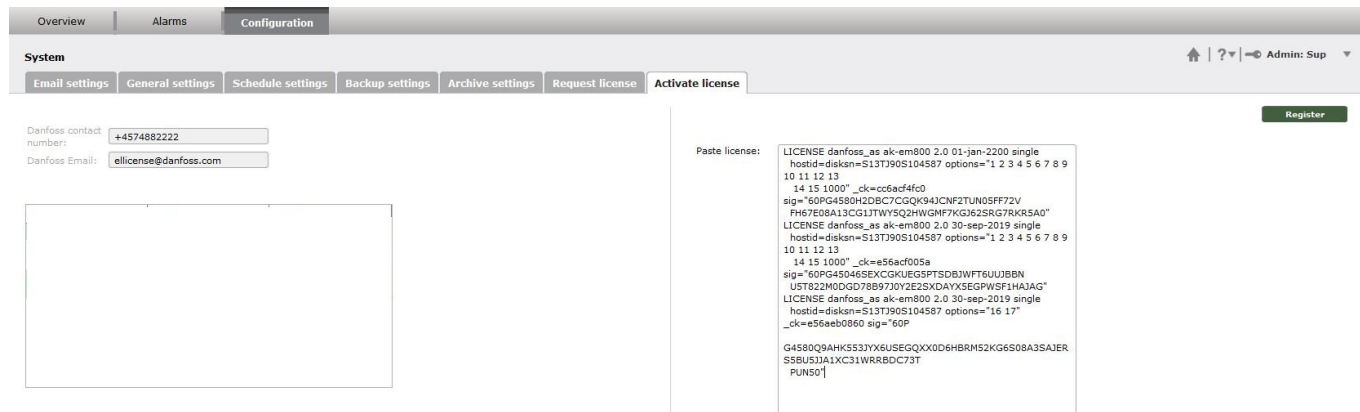 Overview
Alarms
Configuration
System
?
Admin: Sup
Email settings
General settings
Schedule settings
Backup settings
Archive settings
Request license
Activate license
Register
Danfoss contact
number:
+4574882222
Danfoss Email:
ellicense@danfoss.com
Paste license:
LICENSE danfoss_as ak-em800 2.0 01-jan-2200 single
hostid=disksn=S13TJ90S104587 options="1 2 3 4 5 6 7 8 9
10 11 12 13
14 15 1000" _ck=cc6acf4fc0
sig="60PG4580H2DBC7CGQK94JCNF2TUN05FF72V
FH67E08A13CG1JTWY5Q2HWGMF7KGJ62SRG7RKR5A0"
LICENSE danfoss_as ak-em800 2.0 30-sep-2019 single
hostid=disksn=S13TJ90S104587 options="1 2 3 4 5 6 7 8 9
10 11 12 13
14 15 1000" _ck=e56acf005a
sig="60PG45046SEXCGKUEG5PTSDBJWFT6UUJBBN
U5T822M0DGD78B97J0Y2E2SXDAYX5EGPWSF1HAJAG"
LICENSE danfoss_as ak-em800 2.0 30-sep-2019 single
hostid=disksn=S13TJ90S104587 options="16 17"
_ck=e56aeb0860 sig="60P
G4580Q9AHK553JYX6USEGQXX0D6HBRM52KG6S08A3SAJER
S5BU5JJA1XC31WRRBDC73T
PUN50"